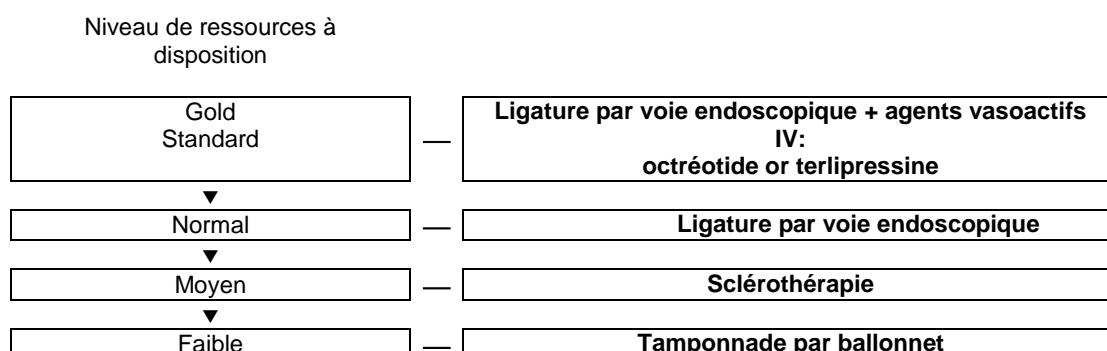 Niveau de ressources à
disposition
Gold
Standard
—
Ligature par voie endoscopique + agents vasoactifs
IV:
octréotide or terlipressine
▼
Normal
—
Ligature par voie endoscopique
▼
Moyen
—
Sclérothérapie
▼
Faible
—
Tamponnade par ballonnet